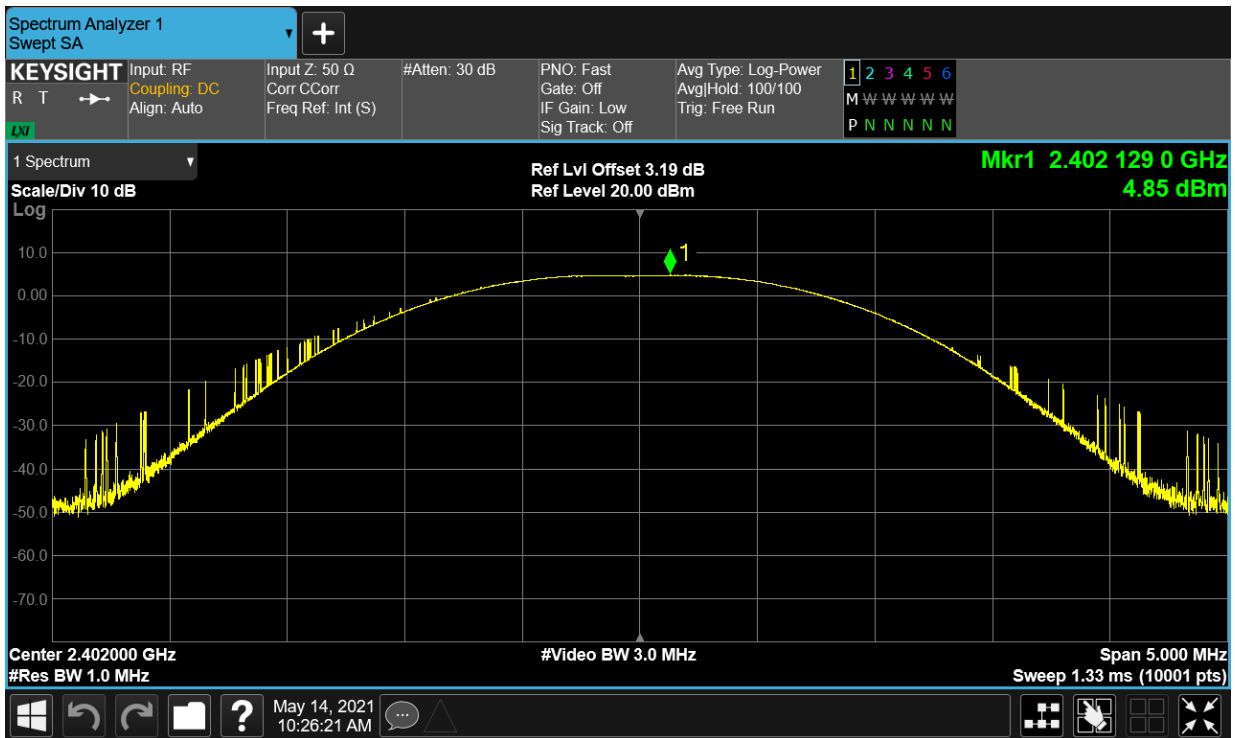 Spectrum Analyzer 1
Swept SA
KEYSIGHT
R T
LXI
Input: RF
Coupling: DC
Align: Auto
Input Z: 50 Ω
Corr CCorr
Freq Ref: Int (S)
#Atten: 30 dB
PNO: Fast
Gate: Off
IF Gain: Low
Sig Track: Off
Avg Type: Log-Power
Avg|Hold: 100/100
Trig: Free Run
1 2 3 4 5 6
M W W W W W
P N N N N N
1 Spectrum
Scale/Div 10 dB
Log
Ref Lvl Offset 3.19 dB
Ref Level 20.00 dBm
Mkr1 2.402 129 0 GHz
4.85 dBm
1
10.0
0.00
-10.0
-20.0
-30.0
-40.0
-50.0
-60.0
-70.0
Center 2.402000 GHz
#Res BW 1.0 MHz
#Video BW 3.0 MHz
Span 5.000 MHz
Sweep 1.33 ms (10001 pts)
?
May 14, 2021
10:26:21 AM